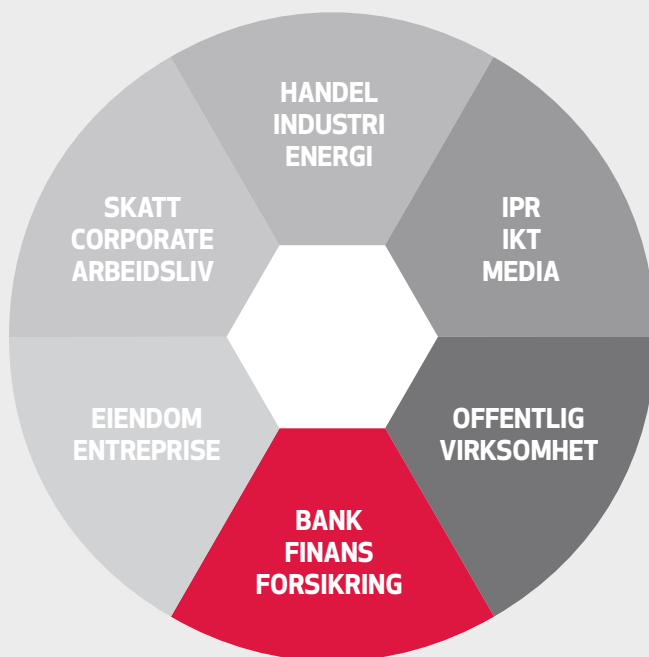 HANDEL
INDUSTRI
ENERGI
IPR
IKT
MEDIA
OFFENTLIG
VIRKSOMHET
BANK
FINANS
FORSIKRING
EIENDOM
ENTREPRISE
SKATT
CORPORATE
ARBEIDSLIV